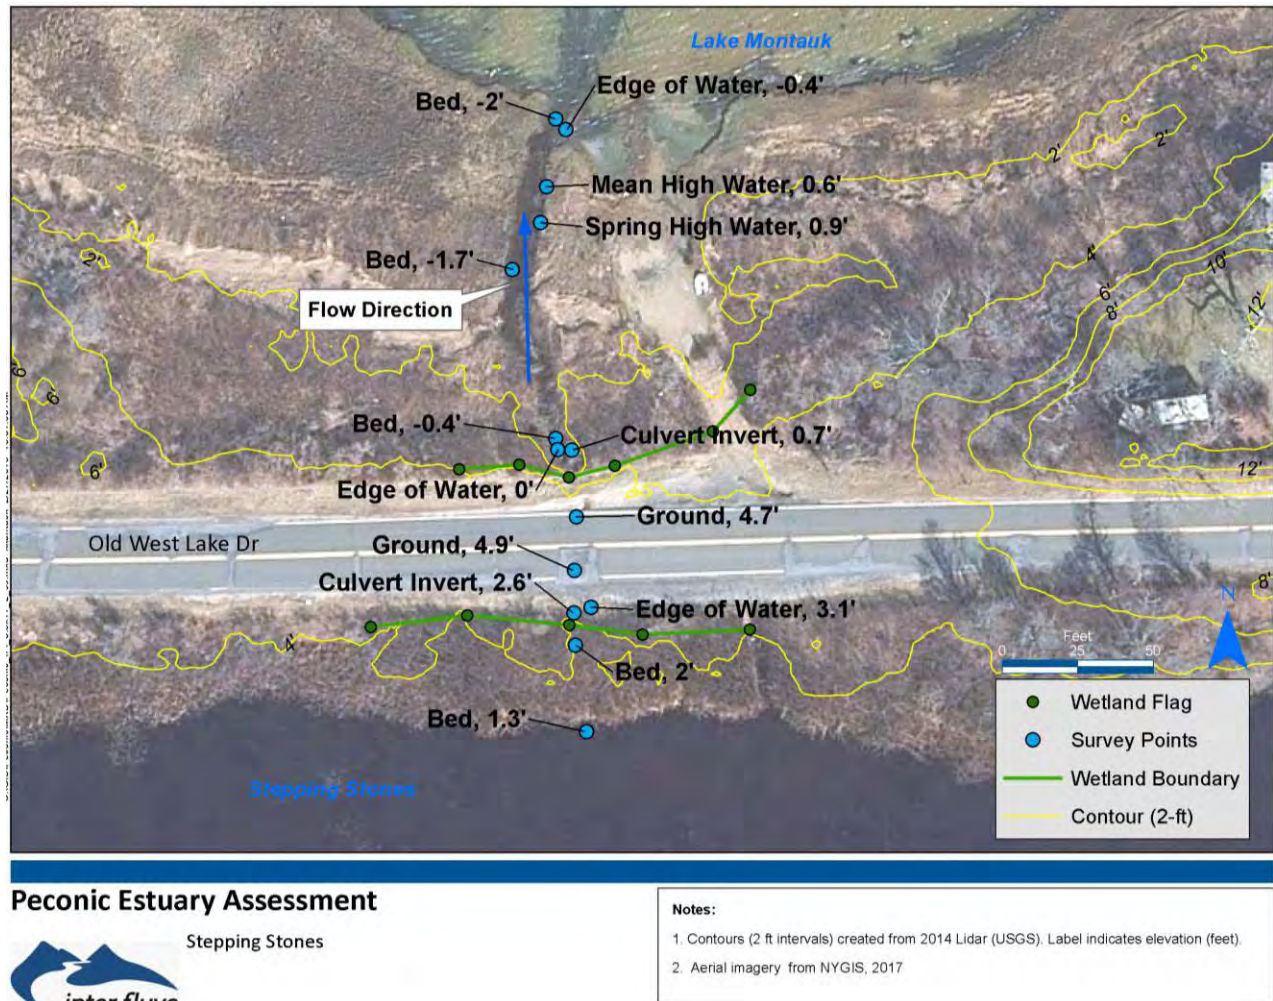 Lake Montauk
Edge of Water, -0.4'
Bed, -2'
2'
2'
Mean High Water, 0.6'
Spring High Water, 0.9'
4'
2'
Bed, -1.7'
10'
6'
8'
12'
Flow Direction
6'
6'
Bed, -0.4'
Culvert Invert, 0.7'
6'
12'
Edge of Water, 0'
Ground, 4.7'
Old West Lake Dr
Ground, 4.9'
Culvert Invert, 2.6'
8'
Edge of Water, 3.1'
N
4'
Feet
0 25 50
Bed, 2'
Wetland Flag
Bed, 1.3'
Survey Points
Wetland Boundary
Stepping Stones
Contour (2-ft)
Peconic Estuary Assessment
Stepping Stones
inter fluve
Notes:
1. Contours (2 ft intervals) created from 2014 Lidar (USGS). Label indicates elevation (feet).
2. Aerial imagery from NYGIS, 2017